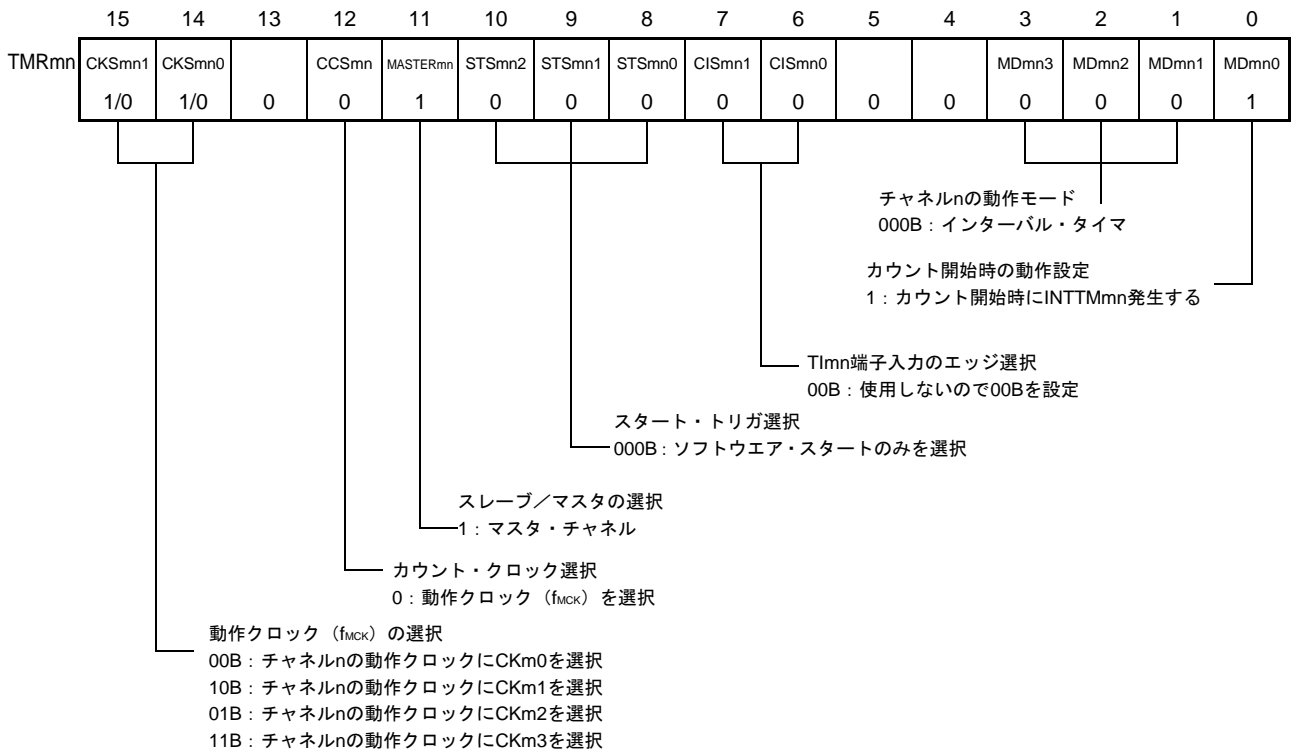 15 14 13 12 11 10 9 8 7 6 5 4 3 2 1 0
TMRmn CKSmn1 CKSmn0 CCSmn MASTERmn STSmn2 STSmn1 STSmn0 CISmn1 CISmn0 MDmn3 MDmn2 MDmn1 MDmn0
1/0 1/0 0 0 1 0 0 0 0 0 0 0 0 0 0 1
チャネルnの動作モード
000B：インターバル・タイマ
カウント開始時の動作設定
1：カウント開始時にINTTMmn発生する
TImn端子入力のエッジ選択
00B：使用しないので00Bを設定
スタート・トリガ選択
000B：ソフトウエア・スタートのみを選択
スレーブ／マスタの選択
1：マスタ・チャネル
カウント・クロック選択
0：動作クロック（fMCK）を選択
動作クロック（fMCK）の選択
00B：チャネルnの動作クロックにCKm0を選択
10B：チャネルnの動作クロックにCKm1を選択
01B：チャネルnの動作クロックにCKm2を選択
11B：チャネルnの動作クロックにCKm3を選択